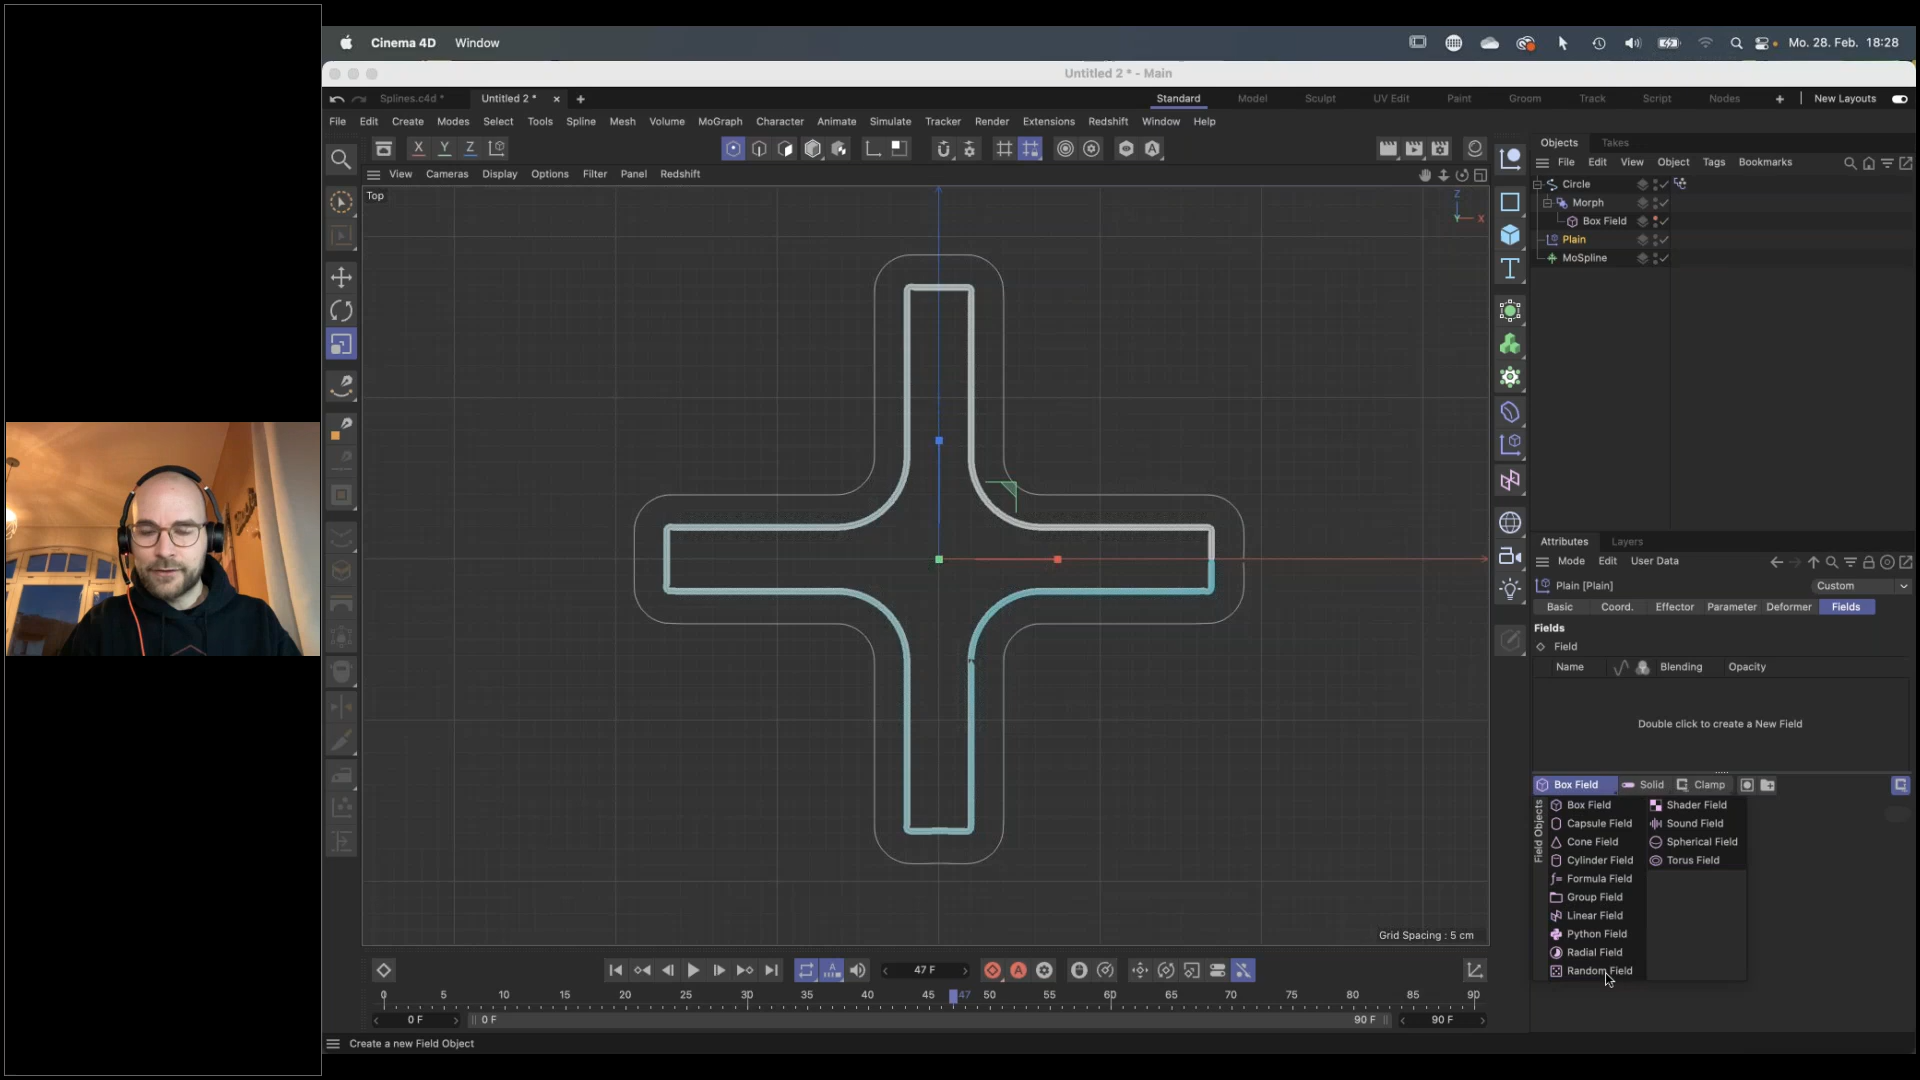 Cinema 4D Window
Mo. 28. Feb. 18:28
Untitled 2 * - Main
Splines.c4d * Untitled 2 *
Standard Model Sculpt UV Edit Paint Groom Track Script Nodes New Layouts
File Edit Create Modes Select Tools Spline Mesh Volume MoGraph Character Animate Simulate Tracker Render Extensions Redshift Window Help
Objects Takes
X Y Z
File Edit View Object Tags Bookmarks
View Cameras Display Options Filter Panel Redshift
Top
Z
Y X
Circle
Morph
Box Field
Plain
MoSpline
Attributes Layers
Mode Edit User Data
Plain [Plain] Custom
Basic Coord. Effector Parameter Deformer Fields
Fields
Field
Name Blending Opacity
Double click to create a New Field
Box Field Solid Clamp
Field Objects
Box Field Shader Field
Capsule Field Sound Field
Cone Field Spherical Field
Cylinder Field Torus Field
Formula Field
Group Field
Linear Field
Python Field
Radial Field
Random Field
Grid Spacing : 5 cm
47 F
0 5 10 15 20 25 30 35 40 45 47 50 55 60 65 70 75 80 85 90
0 F 0 F 90 F 90 F
Create a new Field Object